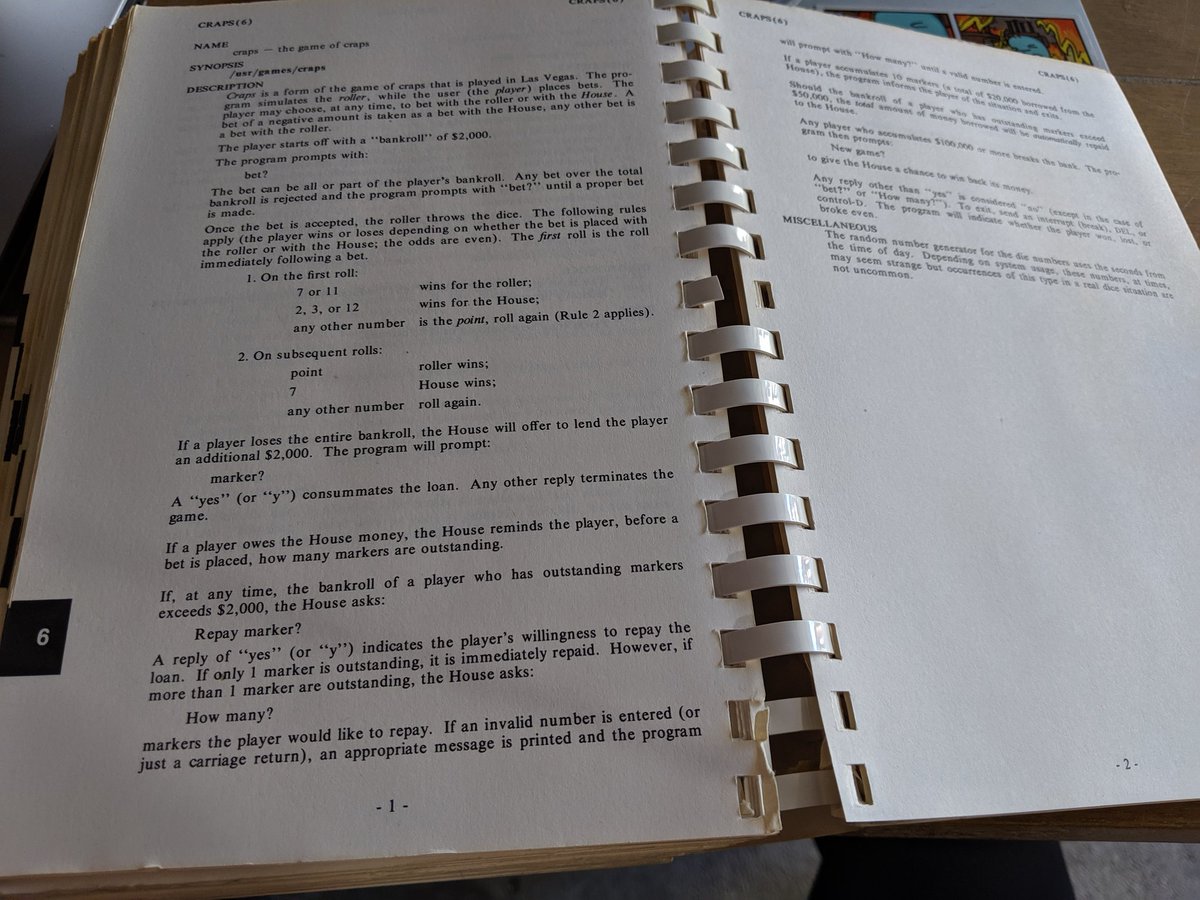 CRAPS(6)
CRAPS(6)
NAME
craps — the game of craps
SYNOPSIS
/usr/games/craps
DESCRIPTION
Craps is a form of the game of craps that is played in Las Vegas. The pro-
gram simulates the roller, while the user (the player) places bets. The
player may choose, at any time, to bet with the roller or with the House. A
bet of a negative amount is taken as a bet with the House, any other bet is
a bet with the roller.
The player starts off with a “bankroll” of $2,000.
The program prompts with:
bet?
The bet can be all or part of the player's bankroll. Any bet over the total
bankroll is rejected and the program prompts with “bet?” until a proper bet
is made.
Once the bet is accepted, the roller throws the dice. The following rules
apply (the player wins or loses depending on whether the bet is placed with
the roller or with the House; the odds are even). The first roll is the roll
immediately following a bet.
1. On the first roll:
7 or 11 wins for the roller;
2, 3, or 12 wins for the House;
any other number is the point, roll again (Rule 2 applies).
2. On subsequent rolls:
point roller wins;
7 House wins;
any other number roll again.
If a player loses the entire bankroll, the House will offer to lend the player
an additional $2,000. The program will prompt:
marker?
A “yes” (or “y”) consummates the loan. Any other reply terminates the
game.
If a player owes the House money, the House reminds the player, before a
bet is placed, how many markers are outstanding.
If, at any time, the bankroll of a player who has outstanding markers
exceeds $2,000, the House asks:
Repay marker?
A reply of “yes” (or “y”) indicates the player's willingness to repay the
loan. If only 1 marker is outstanding, it is immediately repaid. However, if
more than 1 marker are outstanding, the House asks:
How many?
markers the player would like to repay. If an invalid number is entered (or
just a carriage return), an appropriate message is printed and the program
- 1 -
6
CRAPS(6)
CRAPS(6)
will prompt with “How many?” until a valid number is entered.
If a player accumulates 10 markers (a total of $20,000 borrowed from the
House), the program informs the player of the situation and exits.
Should the bankroll of a player who has outstanding markers exceed
$50,000, the total amount of money borrowed will be automatically repaid
to the House.
Any player who accumulates $100,000 or more breaks the bank. The pro-
gram then prompts:
New game?
to give the House a chance to win back its money.
Any reply other than “yes” is considered “no” (except in the case of
“bet?” or “How many?”). To exit, send an interrupt (break), DEL, or
control-D. The program will indicate whether the player won, lost, or
broke even.
MISCELLANEOUS
The random number generator for the die numbers uses the seconds from
the time of day. Depending on system usage, these numbers, at times,
may seem strange but occurrences of this type in a real dice situation are
not uncommon.
- 2 -